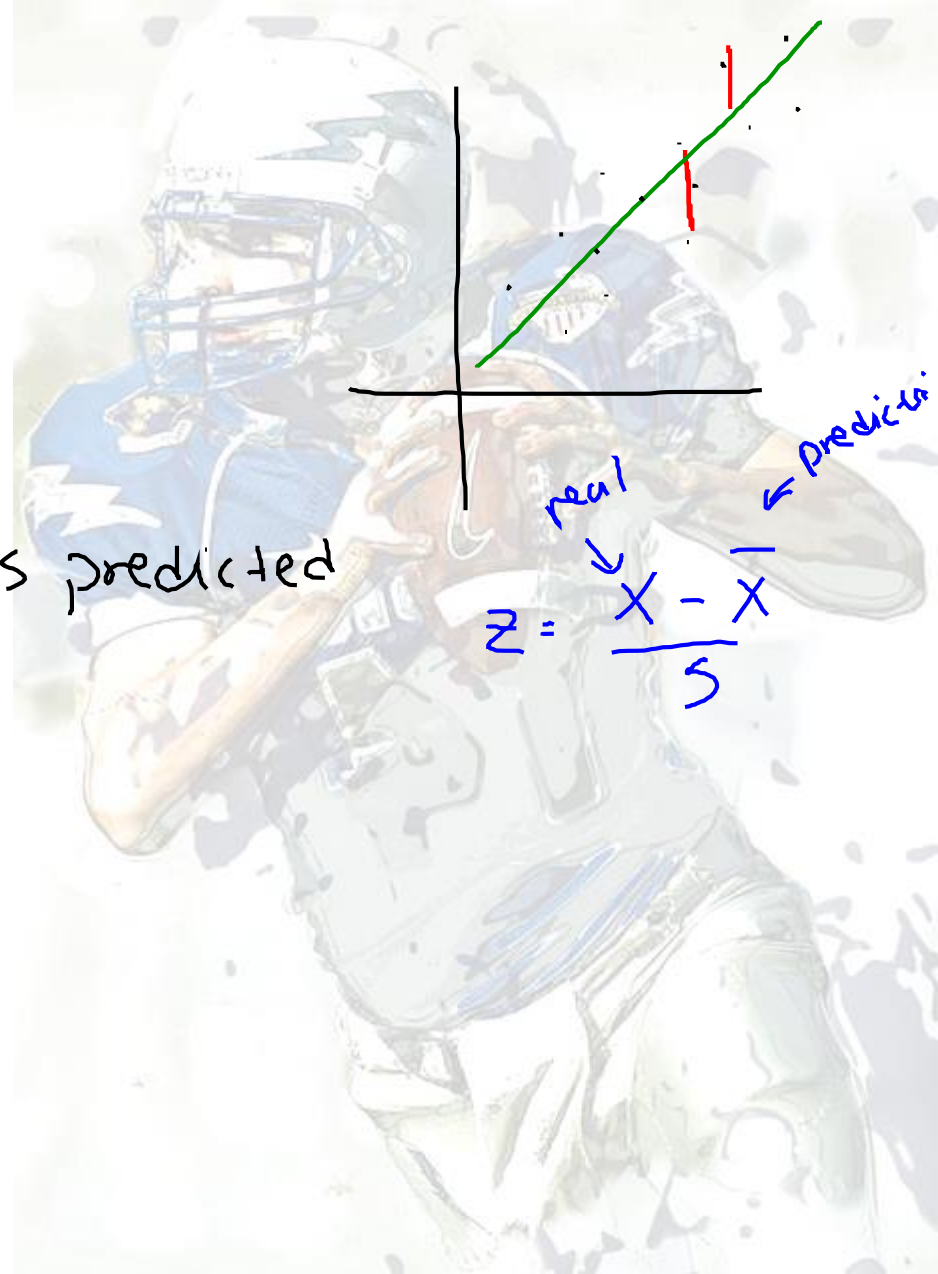 real predicti
s predicted
z = x - x̅
s